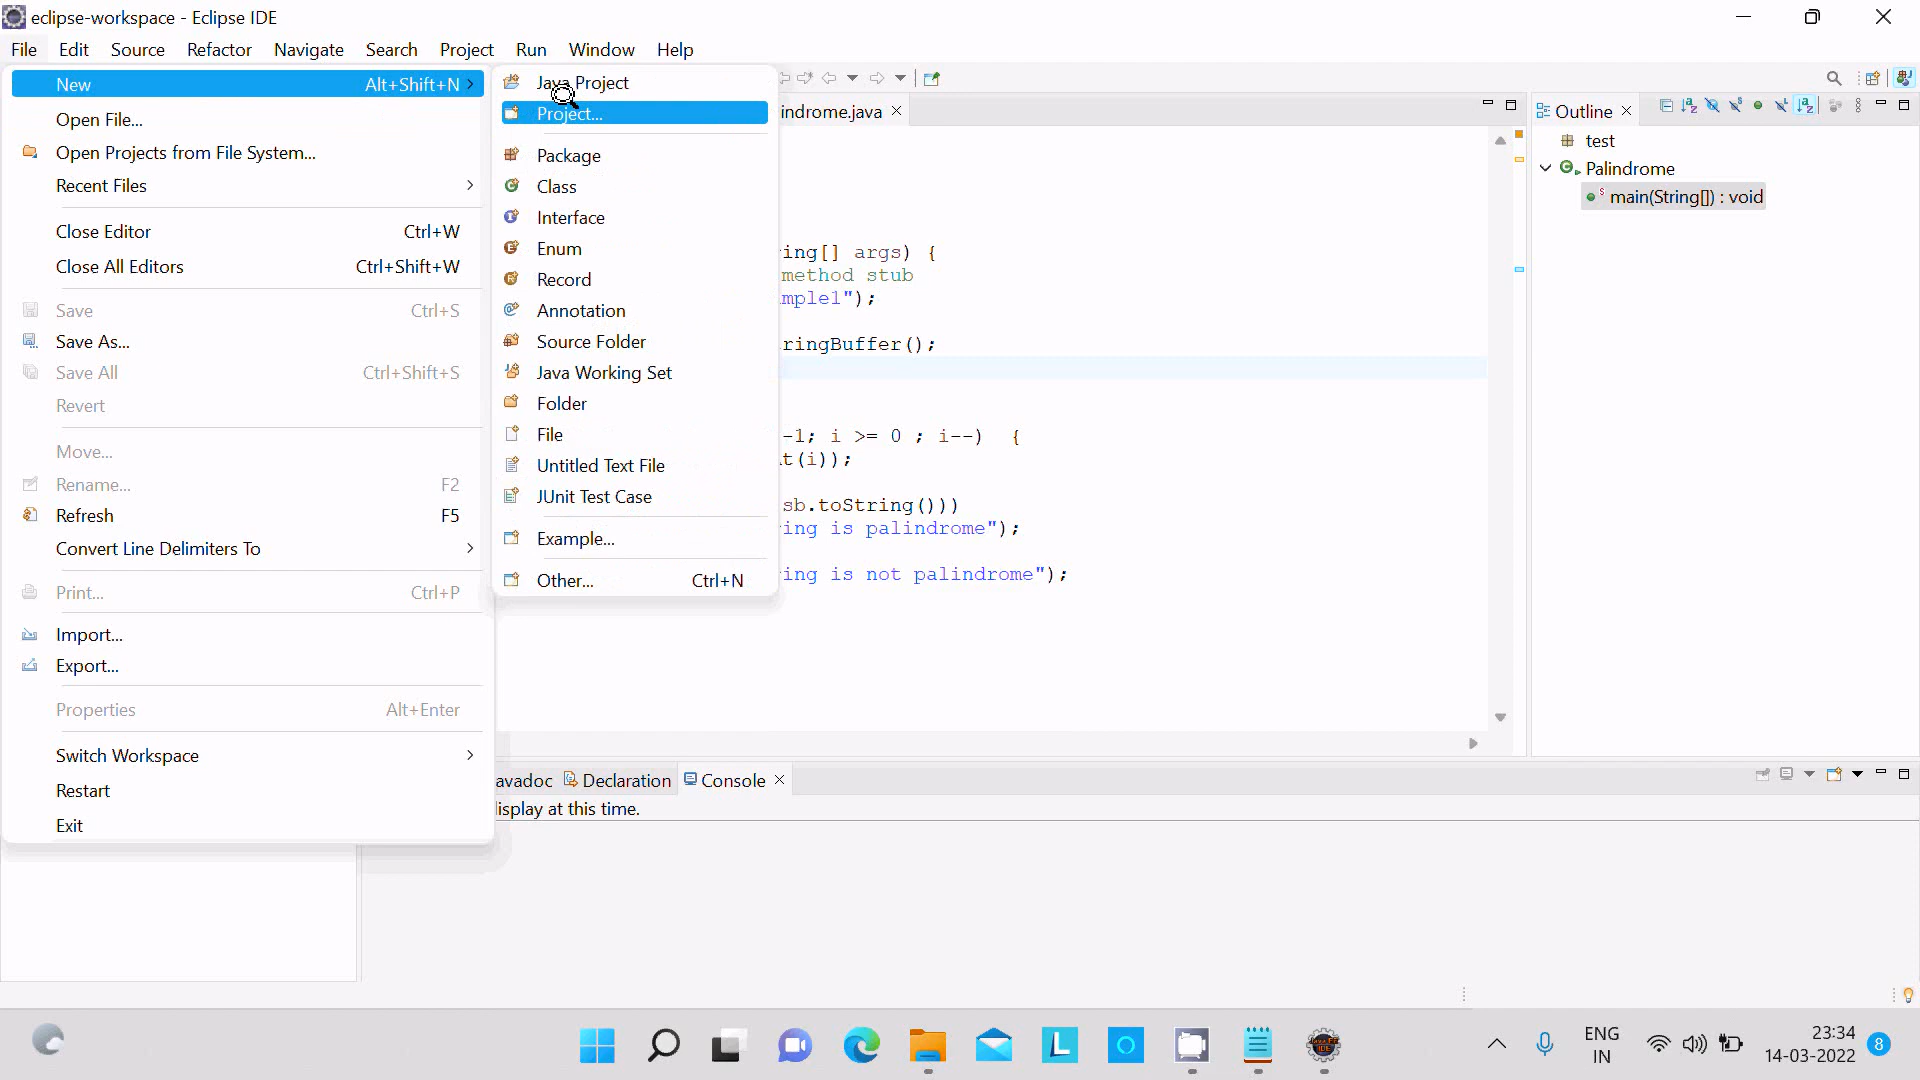 eclipse-workspace - Eclipse IDE
File Edit Source Refactor Navigate Search Project Run Window Help
New Alt+Shift+N
Open File...
Open Projects from File System...
Recent Files
Close Editor Ctrl+W
Close All Editors Ctrl+Shift+W
Save Ctrl+S
Save As...
Save All Ctrl+Shift+S
Revert
Move...
Rename... F2
Refresh F5
Convert Line Delimiters To
Print... Ctrl+P
Import...
Export...
Properties Alt+Enter
Switch Workspace
Restart
Exit
Java Project
Project...
Package
Class
Interface
Enum
Record
Annotation
Source Folder
Java Working Set
Folder
File
Untitled Text File
JUnit Test Case
Example...
Other... Ctrl+N
indrome.java
ing[] args) {
method stub
mple1");
ringBuffer();
-1; i >= 0 ; i--) {
t(i));
sb.toString()))
ing is palindrome");
ing is not palindrome");
Outline
test
Palindrome
main(String[]) : void
avadoc Declaration Console
isplay at this time.
ENG
IN
23:34
14-03-2022
8